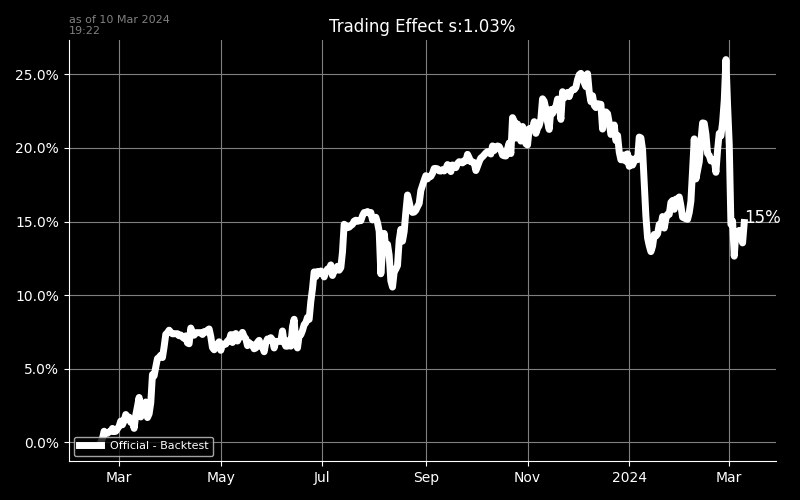 as of 10 Mar 2024
19:22
Trading Effect s:1.03%
25.0%
20.0%
15.0%
15%
10.0%
5.0%
0.0%
Official - Backtest
Mar May Jul Sep Nov 2024 Mar